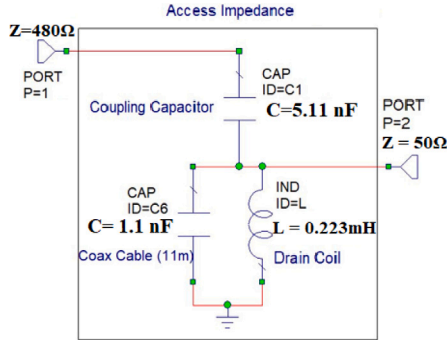 Access Impedance
Z=480Ω
PORT
P=1
CAP
ID=C1
Coupling Capacitor
C=5.11 nF
PORT
P=2
Z = 50Ω
CAP
ID=C6
C= 1.1 nF
Coax Cable (11m)
IND
ID=L
L = 0.223mH
Drain Coil